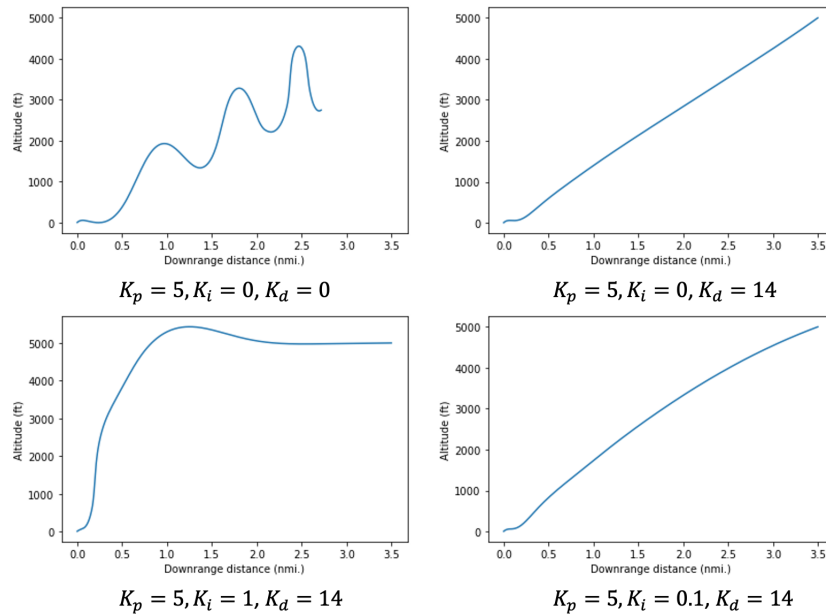 5000
4000
3000
2000
1000
0
Altitude (ft)
0.0 0.5 1.0 1.5 2.0 2.5 3.0 3.5
Downrange distance (nmi.)
K_p = 5, K_i = 0, K_d = 0
5000
4000
3000
2000
1000
0
Altitude (ft)
0.0 0.5 1.0 1.5 2.0 2.5 3.0 3.5
Downrange distance (nmi.)
K_p = 5, K_i = 0, K_d = 14
5000
4000
3000
2000
1000
0
Altitude (ft)
0.0 0.5 1.0 1.5 2.0 2.5 3.0 3.5
Downrange distance (nmi.)
K_p = 5, K_i = 1, K_d = 14
5000
4000
3000
2000
1000
0
Altitude (ft)
0.0 0.5 1.0 1.5 2.0 2.5 3.0 3.5
Downrange distance (nmi.)
K_p = 5, K_i = 0.1, K_d = 14